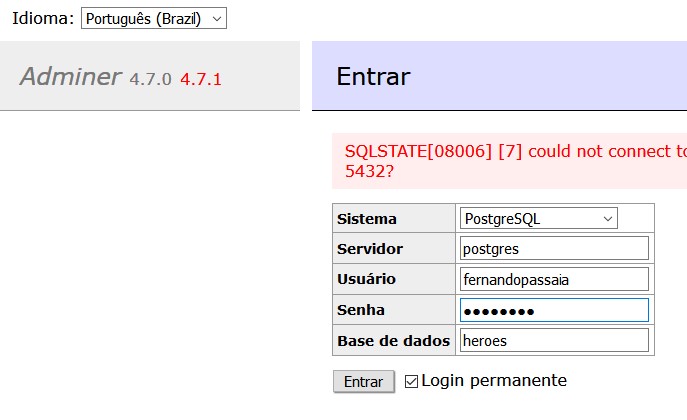 Idioma: Português (Brazil)
Adminer 4.7.0 4.7.1
Entrar
SQLSTATE[08006] [7] could not connect to
5432?
Sistema PostgreSQL
Servidor postgres
Usuário fernandopassaia
Senha ●●●●●●●●
Base de dados heroes
Entrar Login permanente